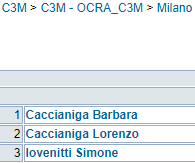 C3M > C3M - OCRA_C3M > Milano
1 Caccianiga Barbara
2 Caccianiga Lorenzo
3 Iovenitti Simone